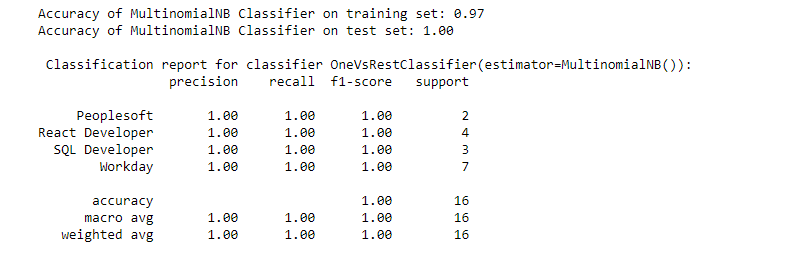 Accuracy of MultinomialNB Classifier on training set: 0.97
Accuracy of MultinomialNB Classifier on test set: 1.00
Classification report for classifier OneVsRestClassifier(estimator=MultinomialNB()):
precision recall f1-score support
Peoplesoft 1.00 1.00 1.00 2
React Developer 1.00 1.00 1.00 4
SQL Developer 1.00 1.00 1.00 3
Workday 1.00 1.00 1.00 7
accuracy 1.00 16
macro avg 1.00 1.00 1.00 16
weighted avg 1.00 1.00 1.00 16